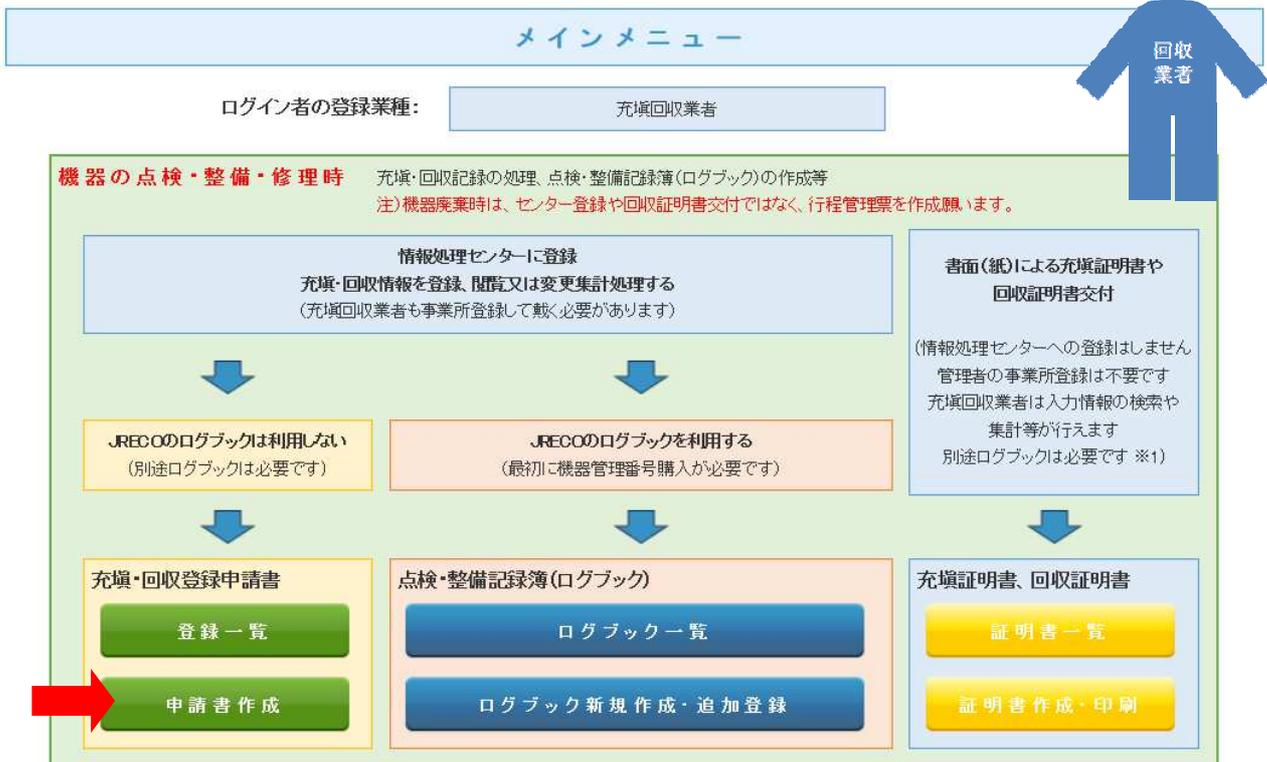 メインメニュー
回収
業者
ログイン者の登録業種：
充塡回収業者
機器の点検・整備・修理時
充塡・回収記録の処理、点検・整備記録簿(ログブック)の作成等
注)機器廃棄時は、センター登録や回収証明書交付ではなく、行程管理票を作成願います。
情報処理センターに登録
充塡・回収情報を登録、閲覧又は変更集計処理する
(充塡回収業者も事業所登録して戴く必要があります)
書面(紙)による充塡証明書や
回収証明書交付
(情報処理センターへの登録はしません
管理者の事業所登録は不要です
充塡回収業者は入力情報の検索や
集計等が行えます
別途ログブックは必要です ※1)
JRECOのログブックは利用しない
(別途ログブックは必要です)
JRECOのログブックを利用する
(最初に機器管理番号購入が必要です)
充塡・回収登録申請書
登録一覧
申請書作成
点検・整備記録簿(ログブック)
ログブック一覧
ログブック新規作成・追加登録
充塡証明書、回収証明書
証明書一覧
証明書作成・印刷